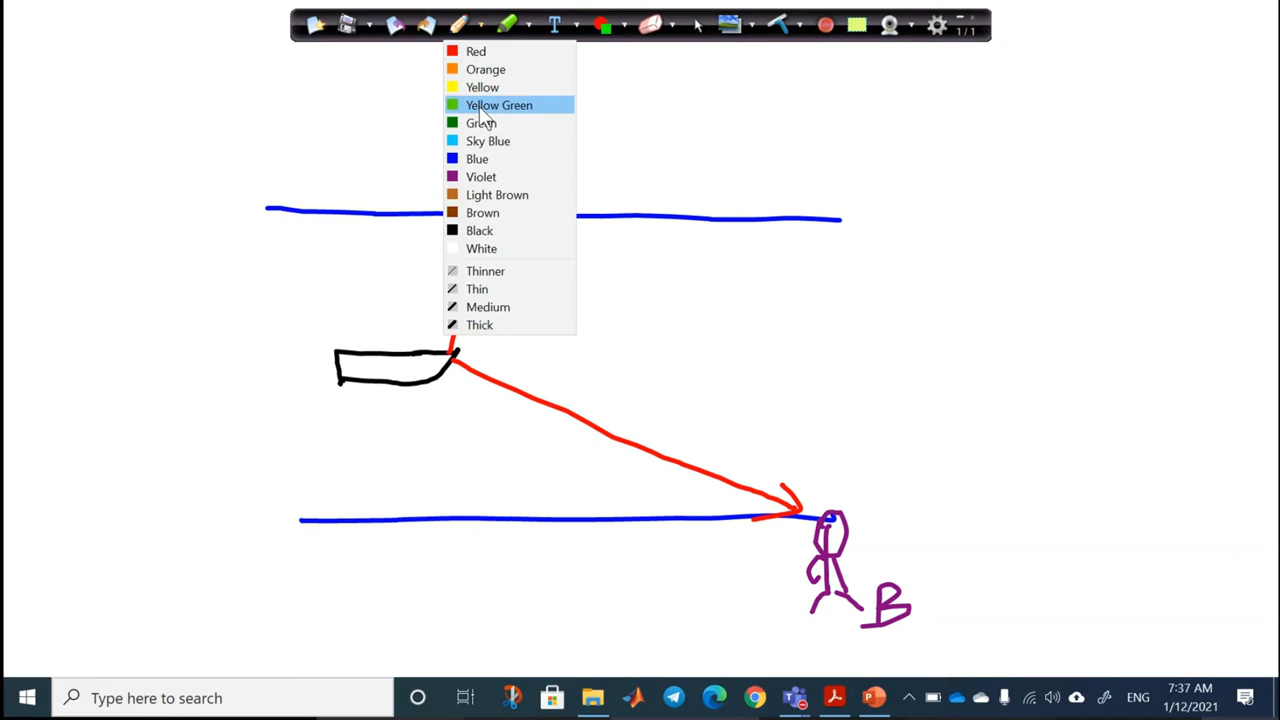 1/1
Red
Orange
Yellow
Yellow Green
Green
Sky Blue
Blue
Violet
Light Brown
Brown
Black
White
Thinner
Thin
Medium
Thick
B
Type here to search
ENG
7:37 AM
1/12/2021